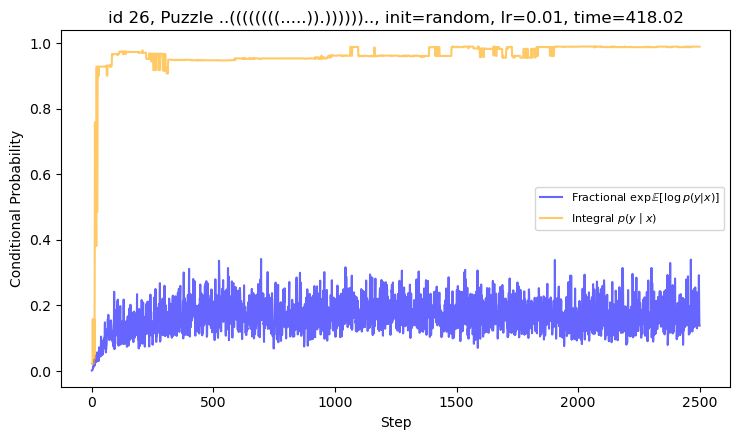 id 26, Puzzle ..((((((((.....)).)))))).., init=random, lr=0.01, time=418.02
Conditional Probability
1.0
0.8
0.6
0.4
0.2
0.0
Fractional exp𝔼[log p(y|x)]
Integral p(y | x)
0 500 1000 1500 2000 2500
Step